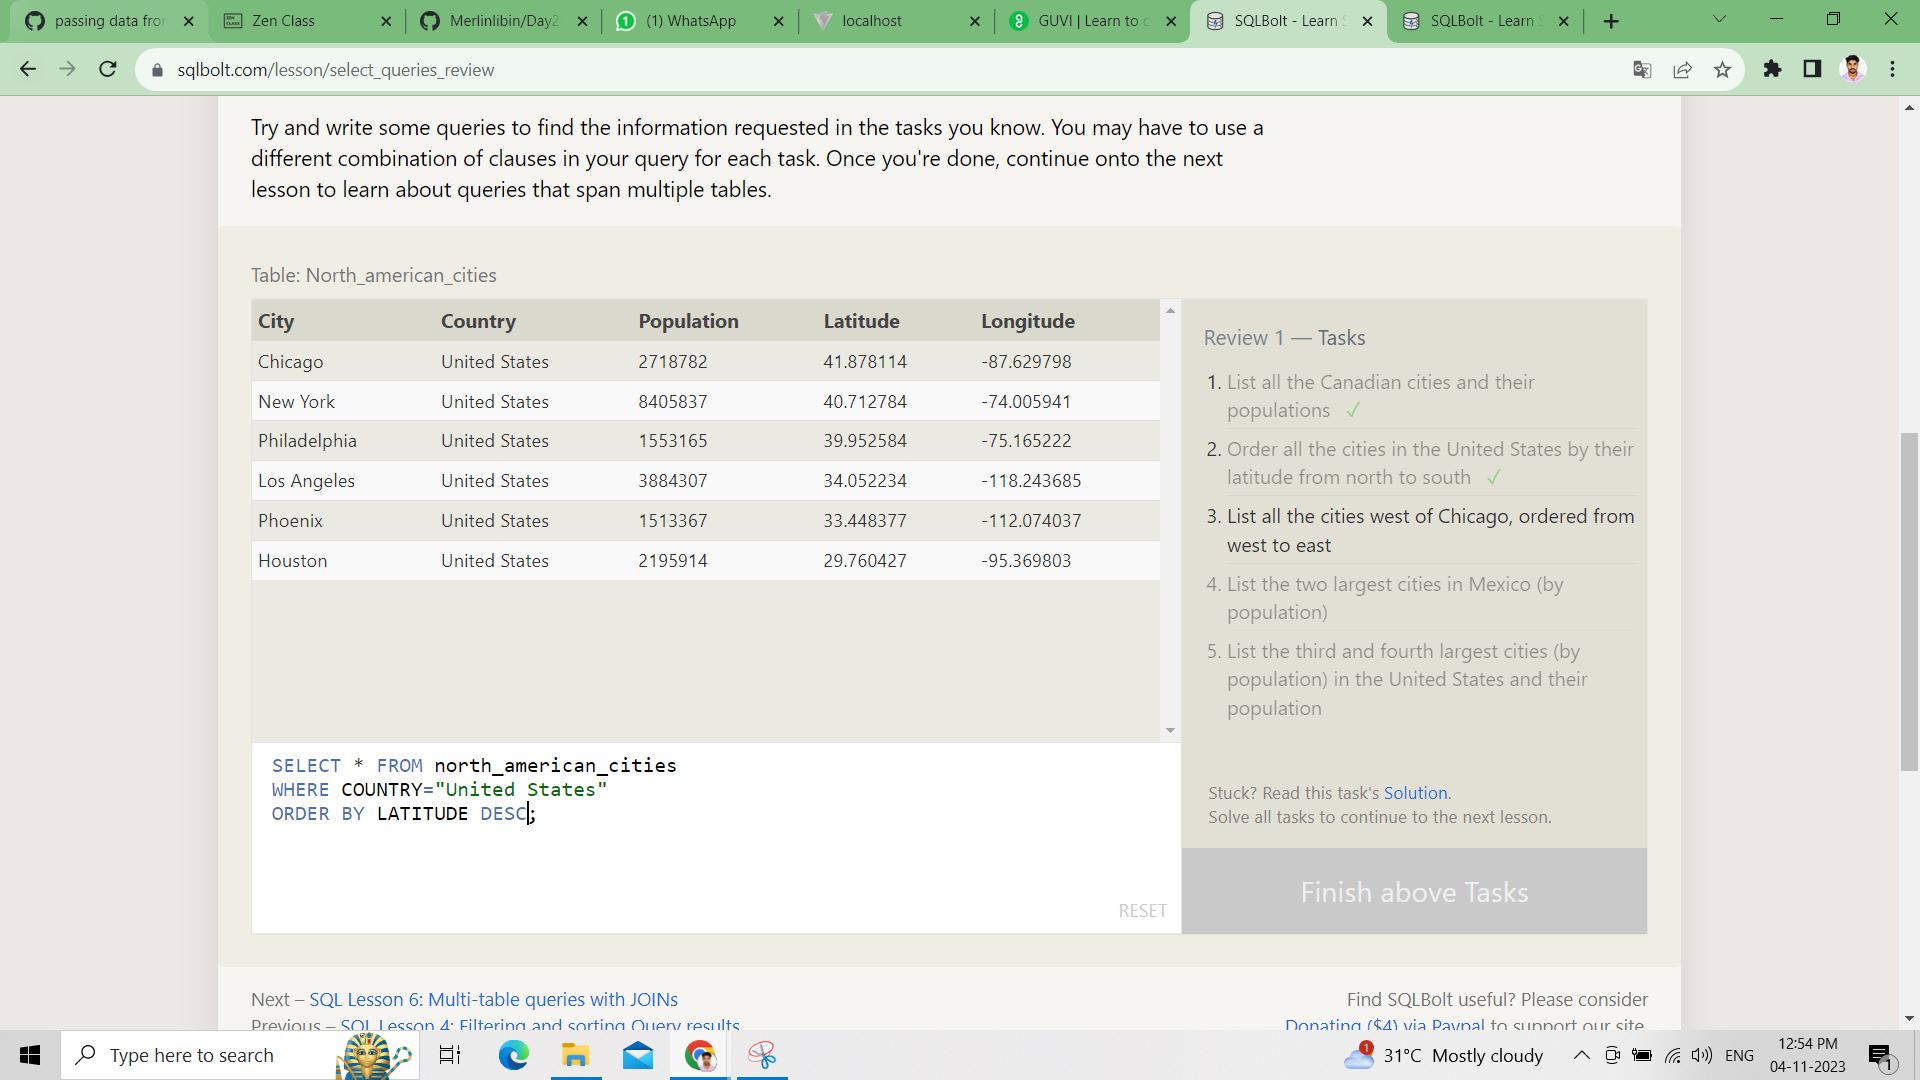 passing data fro
Zen Class
Merlinlibin/Day2
(1) WhatsApp
localhost
GUVI | Learn to c
SQLBolt - Learn S
SQLBolt - Learn S
sqlbolt.com/lesson/select_queries_review
Try and write some queries to find the information requested in the tasks you know. You may have to use a
different combination of clauses in your query for each task. Once you're done, continue onto the next
lesson to learn about queries that span multiple tables.
Table: North_american_cities
City Country Population Latitude Longitude
Chicago United States 2718782 41.878114 -87.629798
New York United States 8405837 40.712784 -74.005941
Philadelphia United States 1553165 39.952584 -75.165222
Los Angeles United States 3884307 34.052234 -118.243685
Phoenix United States 1513367 33.448377 -112.074037
Houston United States 2195914 29.760427 -95.369803
SELECT * FROM north_american_cities
WHERE COUNTRY="United States"
ORDER BY LATITUDE DESC;
RESET
Review 1 — Tasks
1. List all the Canadian cities and their
populations ✓
2. Order all the cities in the United States by their
latitude from north to south ✓
3. List all the cities west of Chicago, ordered from
west to east
4. List the two largest cities in Mexico (by
population)
5. List the third and fourth largest cities (by
population) in the United States and their
population
Stuck? Read this task's Solution.
Solve all tasks to continue to the next lesson.
Finish above Tasks
Next – SQL Lesson 6: Multi-table queries with JOINs
Previous – SQL Lesson 4: Filtering and sorting Query results
Find SQLBolt useful? Please consider
Donating ($4) via Paypal to support our site.
Type here to search
1
31°C Mostly cloudy
ENG
12:54 PM
04-11-2023
1